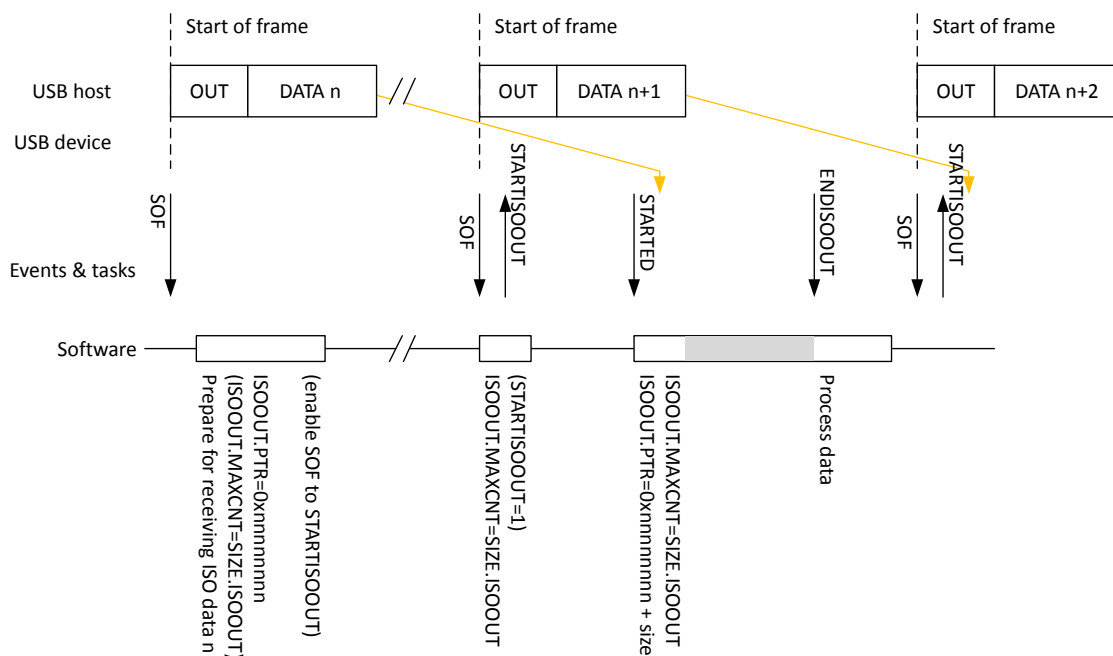 Start of frame
Start of frame
Start of frame
USB host
OUT
DATA n
OUT
DATA n+1
OUT
DATA n+2
USB device
SOF
SOF
STARTISOOUT
STARTED
ENDISOOUT
SOF
STARTISOOUT
Events & tasks
Software
Prepare for receiving ISO data n
(ISOOUT.MAXCNT=SIZE.ISOOUT)
ISOOUT.PTR=0xnnnnnnnn
(enable SOF to STARTISOOUT)
ISOOUT.MAXCNT=SIZE.ISOOUT
(STARTISOOUT=1)
ISOOUT.PTR=0xnnnnnnnn + size
ISOOUT.MAXCNT=SIZE.ISOOUT
Process data